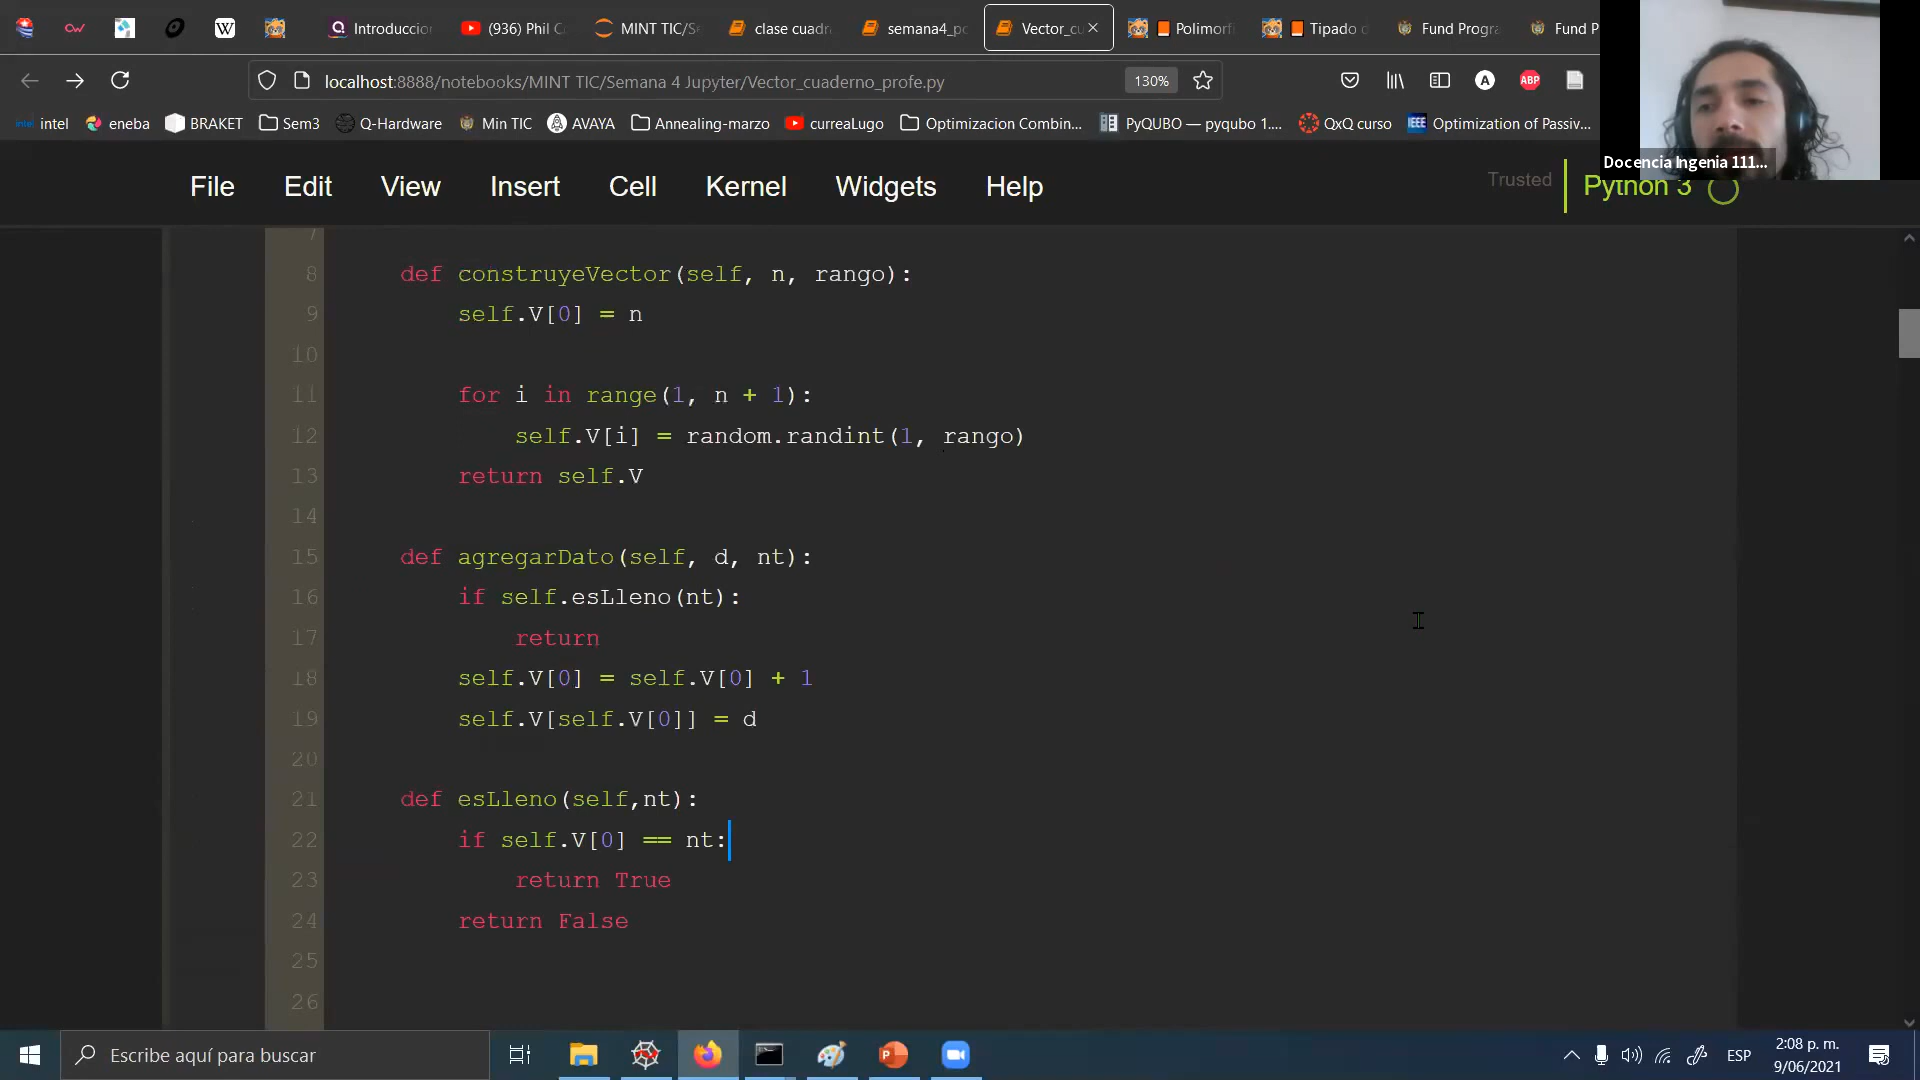 Introduccior
(936) Phil C
MINT TIC/S
clase cuadr
semana4_po
Vector_cu
Polimorfi
Tipado d
Fund Progra
Fund P
localhost:8888/notebooks/MINT TIC/Semana 4 Jupyter/Vector_cuaderno_profe.py
130%
A
ABP
intel
eneba
BRAKET
Sem3
Q-Hardware
Min TIC
AVAYA
Annealing-marzo
curreaLugo
Optimizacion Combin...
PyQUBO — pyqubo 1....
QxQ curso
IEEE
Optimization of Passiv...
Docencia Ingenia 111...
File Edit View Insert Cell Kernel Widgets Help
Trusted
Python 3
7
8 def construyeVector(self, n, rango):
9 self.V[0] = n
10
11 for i in range(1, n + 1):
12 self.V[i] = random.randint(1, rango)
13 return self.V
14
15 def agregarDato(self, d, nt):
16 if self.esLleno(nt):
17 return
18 self.V[0] = self.V[0] + 1
19 self.V[self.V[0]] = d
20
21 def esLleno(self,nt):
22 if self.V[0] == nt:
23 return True
24 return False
25
26
Escribe aquí para buscar
ESP
2:08 p. m.
9/06/2021